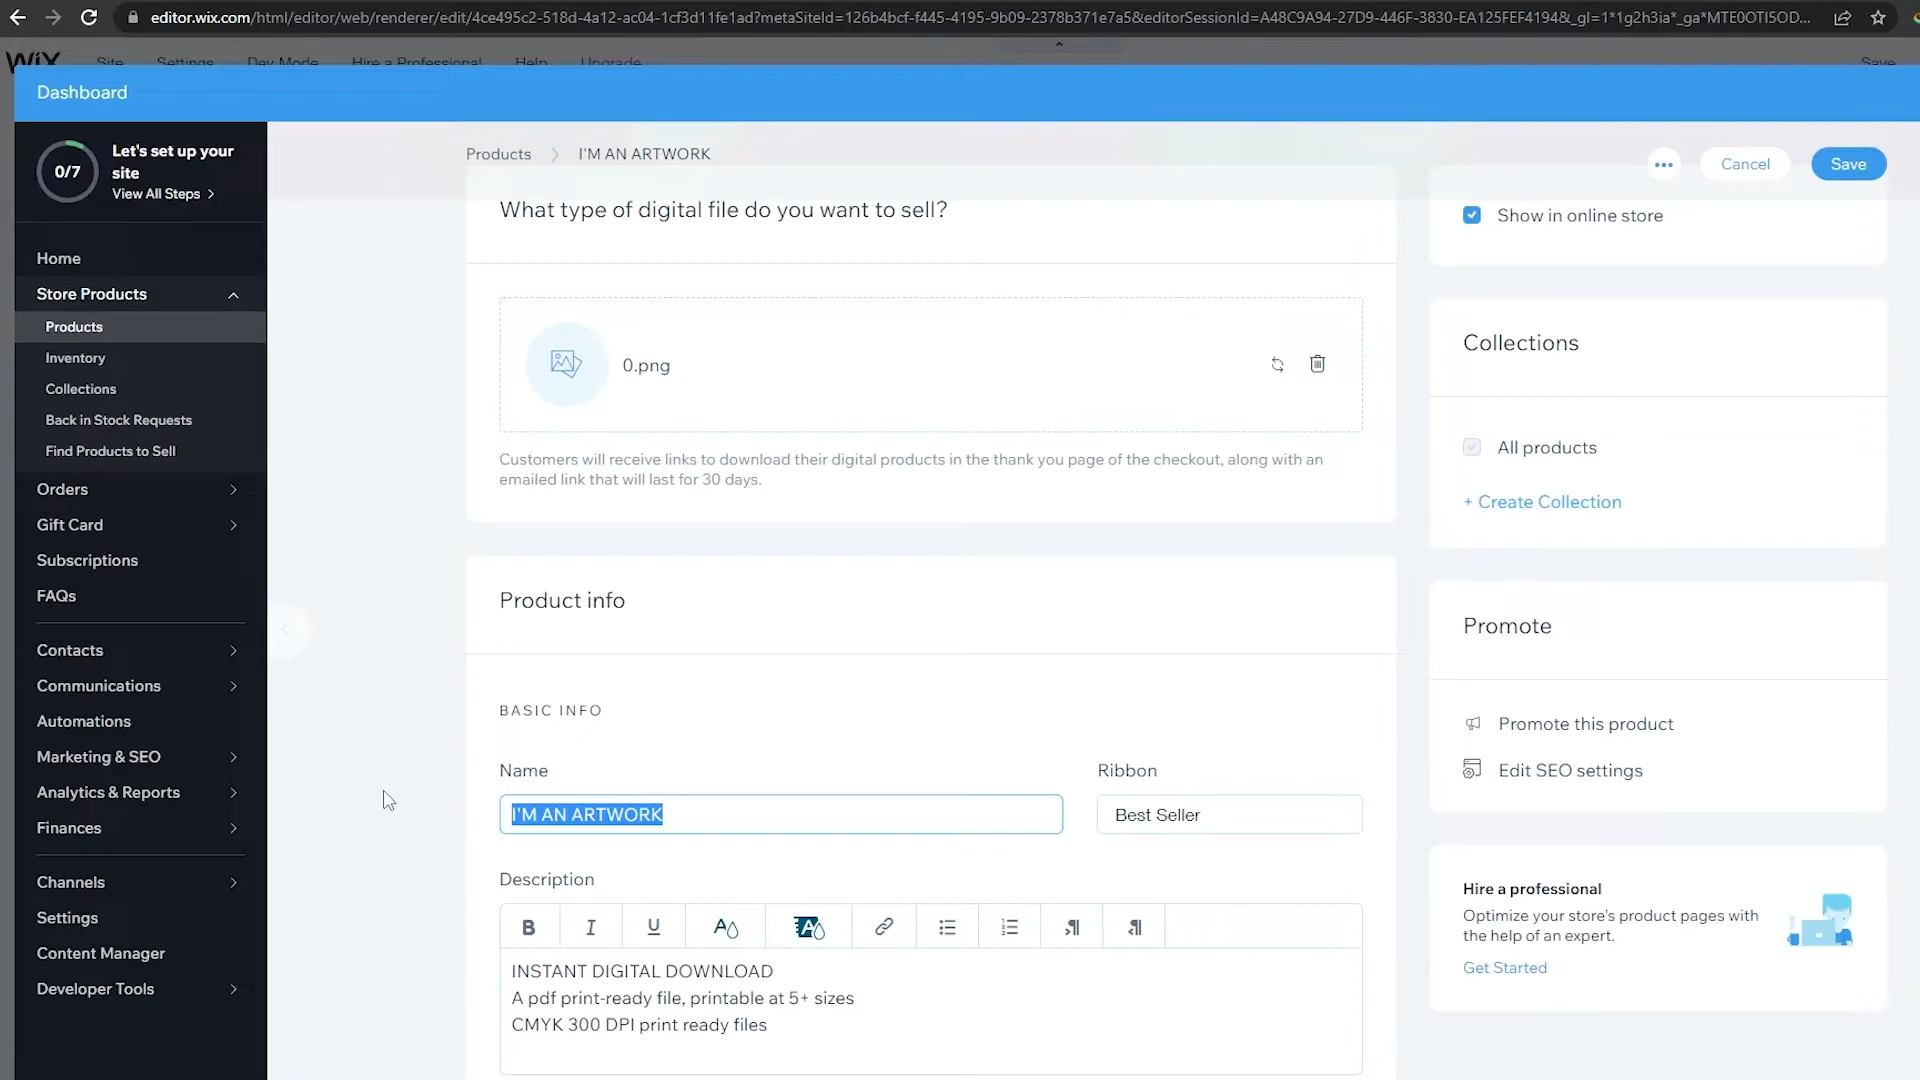 editor.wix.com/html/editor/web/renderer/edit/4ce495c2-518d-4a12-ac04-1cf3d11fe1ad?metaSiteId=126b4bcf-f445-4195-9b09-2378b371e7a5&editorSessionId=A48C9A94-27D9-446F-3830-EA125FEF4194&_gl=1*1g2h3ia*_ga*MTE0OTI5OD...
WiX Site Settings Dev Mode Hire a Professional Help Upgrade Save
Dashboard
0/7
Let's set up your
site
View All Steps >
Home
Store Products
Products
Inventory
Collections
Back in Stock Requests
Find Products to Sell
Orders
Gift Card
Subscriptions
FAQs
Contacts
Communications
Automations
Marketing & SEO
Analytics & Reports
Finances
Channels
Settings
Content Manager
Developer Tools
Products > I'M AN ARTWORK
... Cancel Save
What type of digital file do you want to sell?
0.png
Customers will receive links to download their digital products in the thank you page of the checkout, along with an
emailed link that will last for 30 days.
Product info
BASIC INFO
Name
I'M AN ARTWORK
Ribbon
Best Seller
Description
B I U A A
INSTANT DIGITAL DOWNLOAD
A pdf print-ready file, printable at 5+ sizes
CMYK 300 DPI print ready files
Show in online store
Collections
All products
+ Create Collection
Promote
Promote this product
Edit SEO settings
Hire a professional
Optimize your store's product pages with
the help of an expert.
Get Started